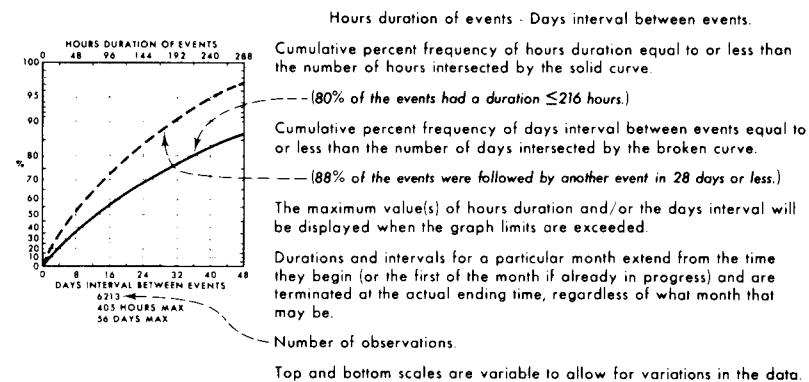 Hours duration of events - Days interval between events.
HOURS DURATION OF EVENTS
0 48 96 144 192 240 288
100
95
90
80
70
60
50
40
30
20
10
0
%
0 8 16 24 32 40 48
DAYS INTERVAL BETWEEN EVENTS
6213
405 HOURS MAX
56 DAYS MAX
Cumulative percent frequency of hours duration equal to or less than
the number of hours intersected by the solid curve.
(80% of the events had a duration ≤216 hours.)
Cumulative percent frequency of days interval between events equal to
or less than the number of days intersected by the broken curve.
(88% of the events were followed by another event in 28 days or less.)
The maximum value(s) of hours duration and/or the days interval will
be displayed when the graph limits are exceeded.
Durations and intervals for a particular month extend from the time
they begin (or the first of the month if already in progress) and are
terminated at the actual ending time, regardless of what month that
may be.
Number of observations.
Top and bottom scales are variable to allow for variations in the data.